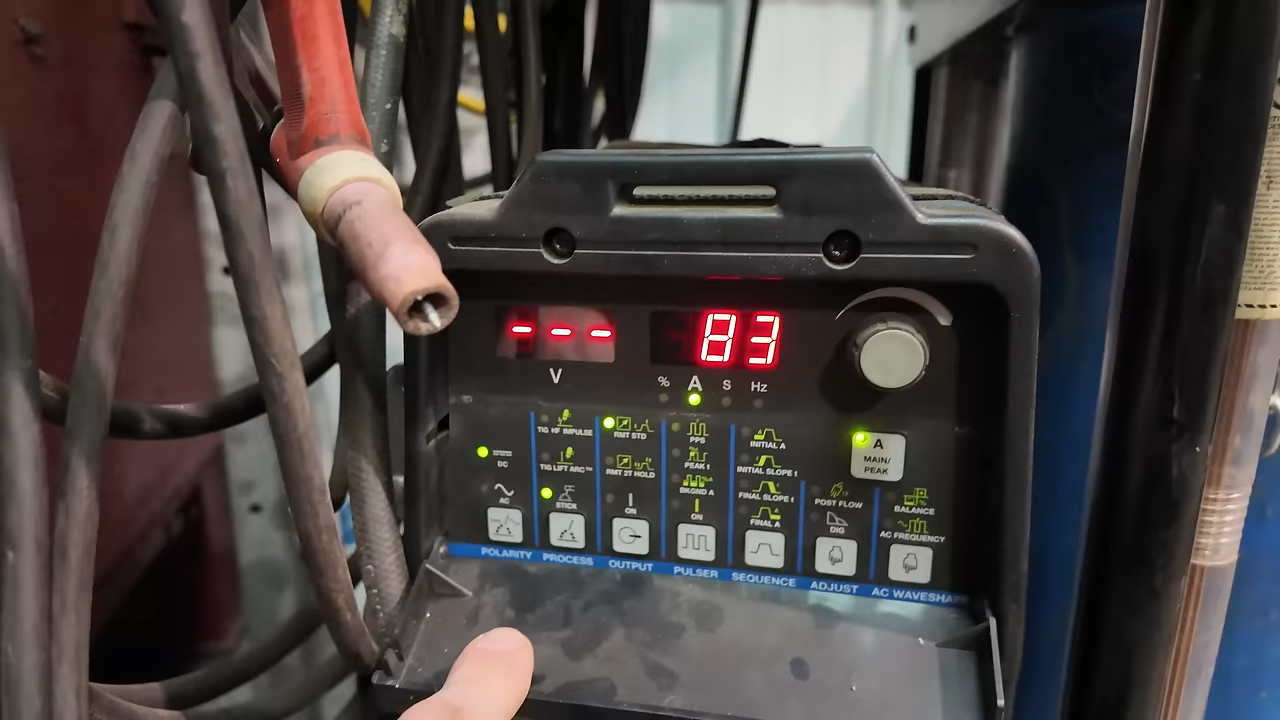 --- 83
V
% A S Hz
TIG HF IMPULSE
TIG LIFT ARC™
STICK
DC
AC
RMT STD
RMT 2T HOLD
ON
PPS
PEAK t
BKGND A
ON
INITIAL A
INITIAL SLOPE t
FINAL SLOPE t
FINAL A
A
MAIN/
PEAK
POST FLOW
DIG
BALANCE
AC FREQUENCY
POLARITY PROCESS OUTPUT PULSER SEQUENCE ADJUST AC WAVESHAPE